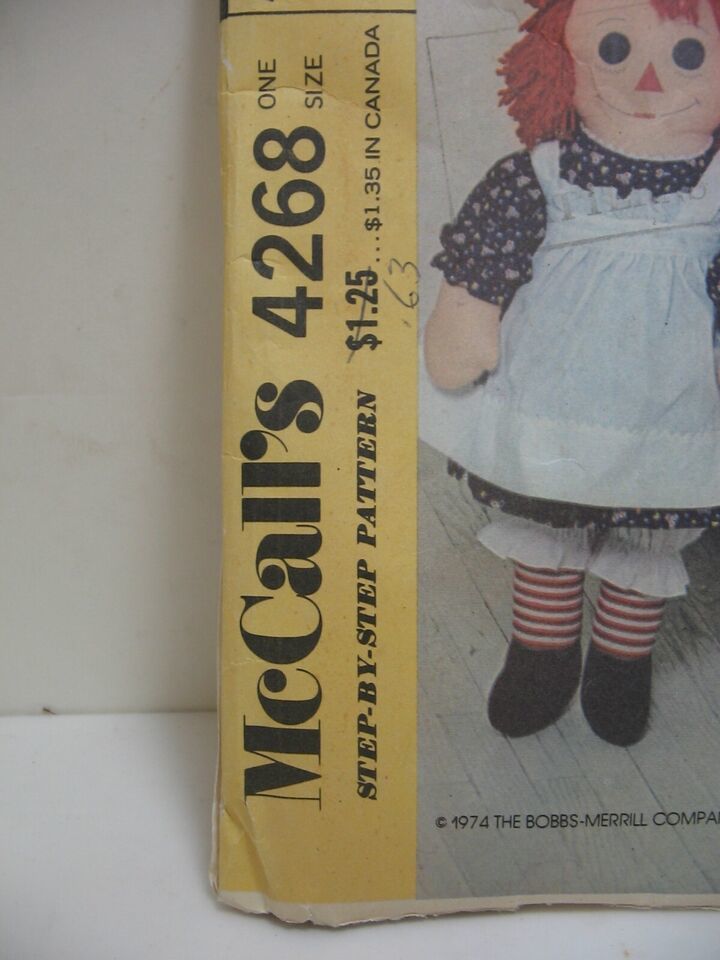 McCall's 4268 ONE SIZE
STEP-BY-STEP PATTERN $1.25...$1.35 IN CANADA
.63
© 1974 THE BOBBS-MERRILL